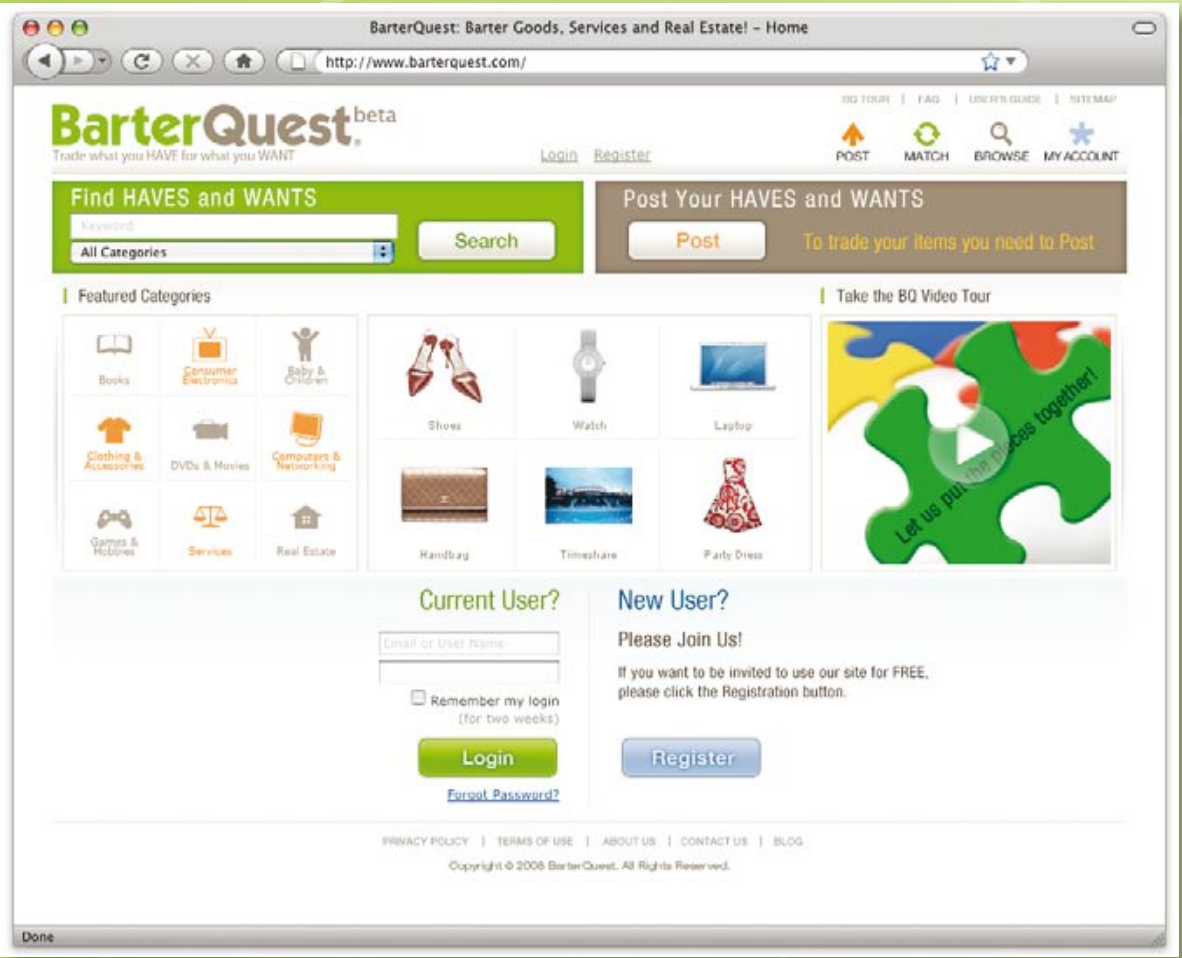 BarterQuest: Barter Goods, Services and Real Estate! – Home
http://www.barterquest.com/
BQ TOUR | FAQ | USER'S GUIDE | SITEMAP
BarterQuest. beta
Trade what you HAVE for what you WANT
Login Register
POST MATCH BROWSE MY ACCOUNT
Find HAVES and WANTS
Keyword
All Categories
Search
Post Your HAVES and WANTS
Post
To trade your items you need to Post
Featured Categories
Books
Consumer
Electronics
Baby &
Children
Clothing &
Accessories
DVDs & Movies
Computers &
Networking
Games &
Hobbies
Services
Real Estate
Shoes
Watch
Laptop
Handbag
Timeshare
Party Dress
Take the BQ Video Tour
Let us put the pieces together!
Current User?
Email or User Name
Remember my login
(for two weeks)
Login
Forgot Password?
New User?
Please Join Us!
If you want to be invited to use our site for FREE,
please click the Registration button.
Register
PRIVACY POLICY | TERMS OF USE | ABOUT US | CONTACT US | BLOG
Copyright © 2008 BarterQuest. All Rights Reserved.
Done